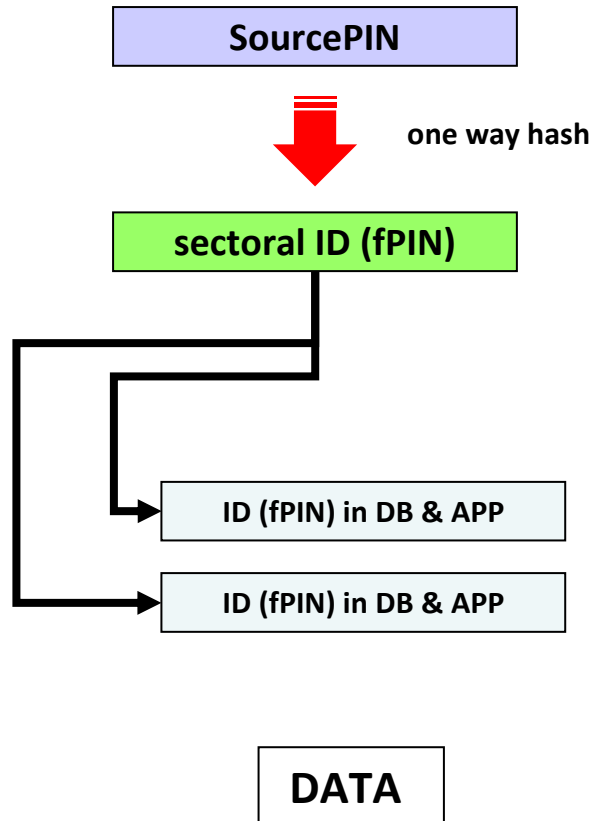 SourcePIN
one way hash
sectoral ID (fPIN)
ID (fPIN) in DB & APP
ID (fPIN) in DB & APP
DATA